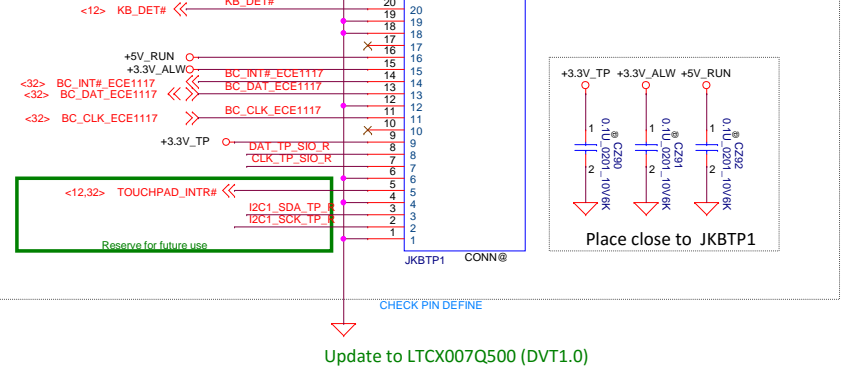 KB_DET#
<12> KB_DET#
20 20
19 19
18 18
17 17
+5V_RUN 16 16
+3.3V_ALW 15 15
<32> BC_INT#_ECE1117 BC_INT#_ECE1117 14 14
<32> BC_DAT_ECE1117 BC_DAT_ECE1117 13 13
12 12
<32> BC_CLK_ECE1117 BC_CLK_ECE1117 11 11
10 10
+3.3V_TP 9 9
DAT_TP_SIO_R 8 8
CLK_TP_SIO_R 7 7
6 6
<12,32> TOUCHPAD_INTR# 5 5
4 4
I2C1_SDA_TP_R 3 3
I2C1_SCK_TP_R 2 2
1 1
Reserve for future use
JKBTP1 CONN@
+3.3V_TP +3.3V_ALW +5V_RUN
1 1 1
@ CZ90
0.1U_0201_10V6K
@ CZ91
0.1U_0201_10V6K
@ CZ92
0.1U_0201_10V6K
2 2 2
Place close to JKBTP1
CHECK PIN DEFINE
Update to LTCX007Q500 (DVT1.0)